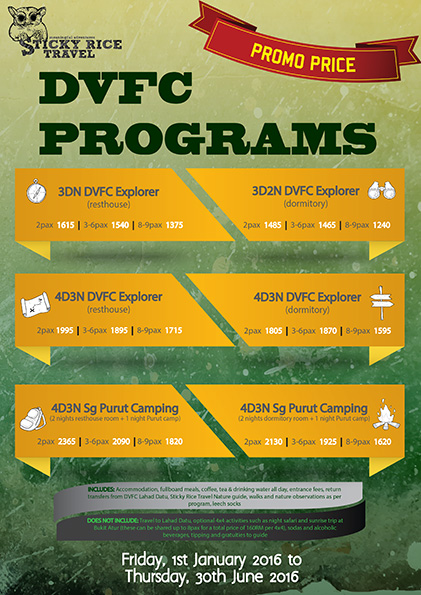 meaningful adventures
STICKY RICE
TRAVEL
PROMO PRICE
DVFC
PROGRAMS
3DN DVFC Explorer
(resthouse)
2pax 1615 | 3-6pax 1540 | 8-9pax 1375
3D2N DVFC Explorer
(dormitory)
2pax 1485 | 3-6pax 1465 | 8-9pax 1240
4D3N DVFC Explorer
(resthouse)
2pax 1995 | 3-6pax 1895 | 8-9pax 1715
4D3N DVFC Explorer
(dormitory)
2pax 1805 | 3-6pax 1870 | 8-9pax 1595
4D3N Sg Purut Camping
(2 nights resthouse room + 1 night Purut camp)
2pax 2365 | 3-6pax 2090 | 8-9pax 1820
4D3N Sg Purut Camping
(2 nights dormitory room + 1 night Purut camp)
2pax 2130 | 3-6pax 1925 | 8-9pax 1620
INCLUDES: Accommodation, fullboard meals, coffee, tea & drinking water all day, entrance fees, return
transfers from DVFC Lahad Datu, Sticky Rice Travel Nature guide, walks and nature observations as per
program, leech socks
DOES NOT INCLUDE: Travel to Lahad Datu, optional 4x4 activities such as night safari and sunrise trip at
Bukit Atur (these can be shared up to 8pax for a total price of 160RM per 4x4), sodas and alcoholic
beverages, tipping and gratuities to guide
Friday, 1st January 2016 to
Thursday, 30th June 2016